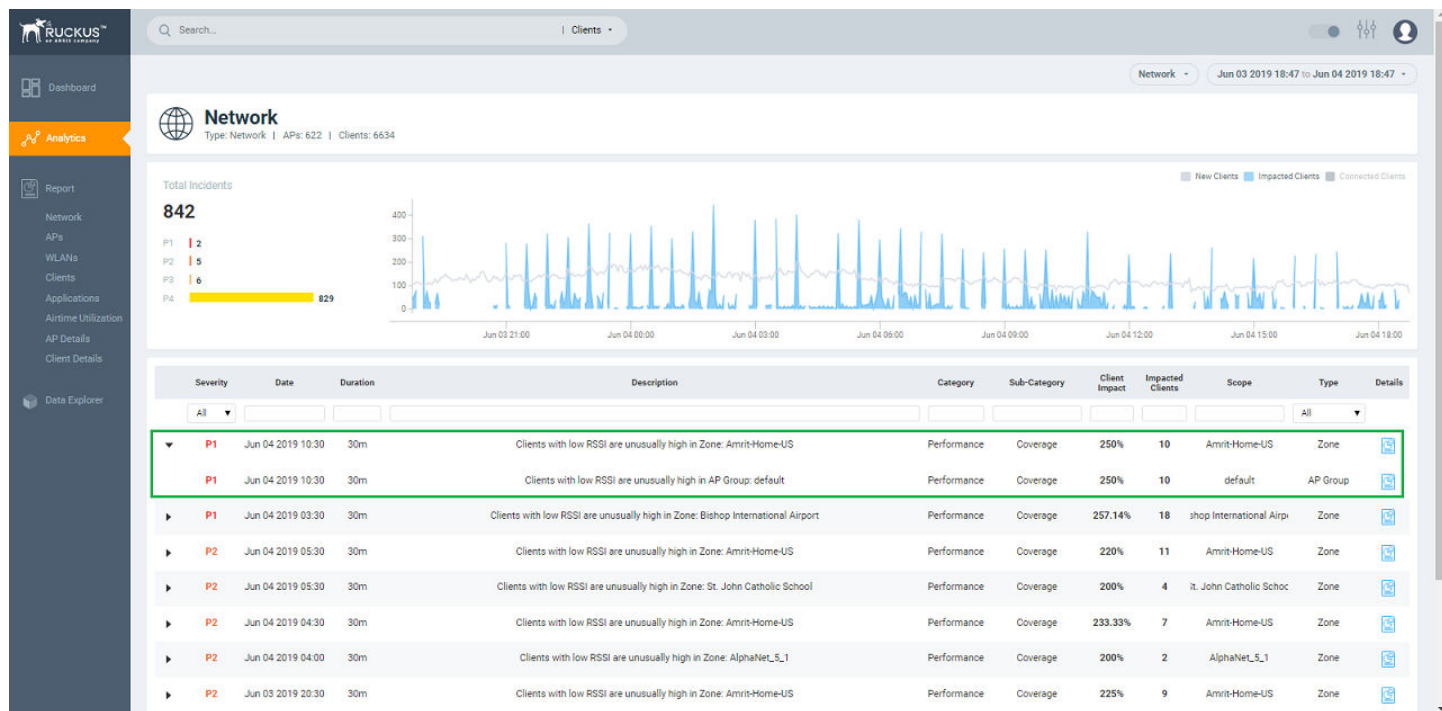 RUCKUS™
an ARRIS company
Search...
| Clients
Dashboard
Analytics
Report
Network
APs
WLANs
Clients
Applications
Airtime Utilization
AP Details
Client Details
Data Explorer
Network
Jun 03 2019 18:47 to Jun 04 2019 18:47
Network
Type: Network | APs: 622 | Clients: 6634
Total Incidents
842
P1 2
P2 5
P3 6
P4 829
New Clients Impacted Clients Connected Clients
400
300
200
100
0
Jun 03 21:00 Jun 04 00:00 Jun 04 03:00 Jun 04 06:00 Jun 04 09:00 Jun 04 12:00 Jun 04 15:00 Jun 04 18:00
Severity Date Duration Description Category Sub-Category Client Impact Impacted Clients Scope Type Details
All All
P1 Jun 04 2019 10:30 30m Clients with low RSSI are unusually high in Zone: Amrit-Home-US Performance Coverage 250% 10 Amrit-Home-US Zone
P1 Jun 04 2019 10:30 30m Clients with low RSSI are unusually high in AP Group: default Performance Coverage 250% 10 default AP Group
P1 Jun 04 2019 03:30 30m Clients with low RSSI are unusually high in Zone: Bishop International Airport Performance Coverage 257.14% 18 shop International Airp Zone
P2 Jun 04 2019 05:30 30m Clients with low RSSI are unusually high in Zone: Amrit-Home-US Performance Coverage 220% 11 Amrit-Home-US Zone
P2 Jun 04 2019 05:30 30m Clients with low RSSI are unusually high in Zone: St. John Catholic School Performance Coverage 200% 4 t. John Catholic Schoc Zone
P2 Jun 04 2019 04:30 30m Clients with low RSSI are unusually high in Zone: Amrit-Home-US Performance Coverage 233.33% 7 Amrit-Home-US Zone
P2 Jun 04 2019 04:00 30m Clients with low RSSI are unusually high in Zone: AlphaNet_5_1 Performance Coverage 200% 2 AlphaNet_5_1 Zone
P2 Jun 03 2019 20:30 30m Clients with low RSSI are unusually high in Zone: Amrit-Home-US Performance Coverage 225% 9 Amrit-Home-US Zone